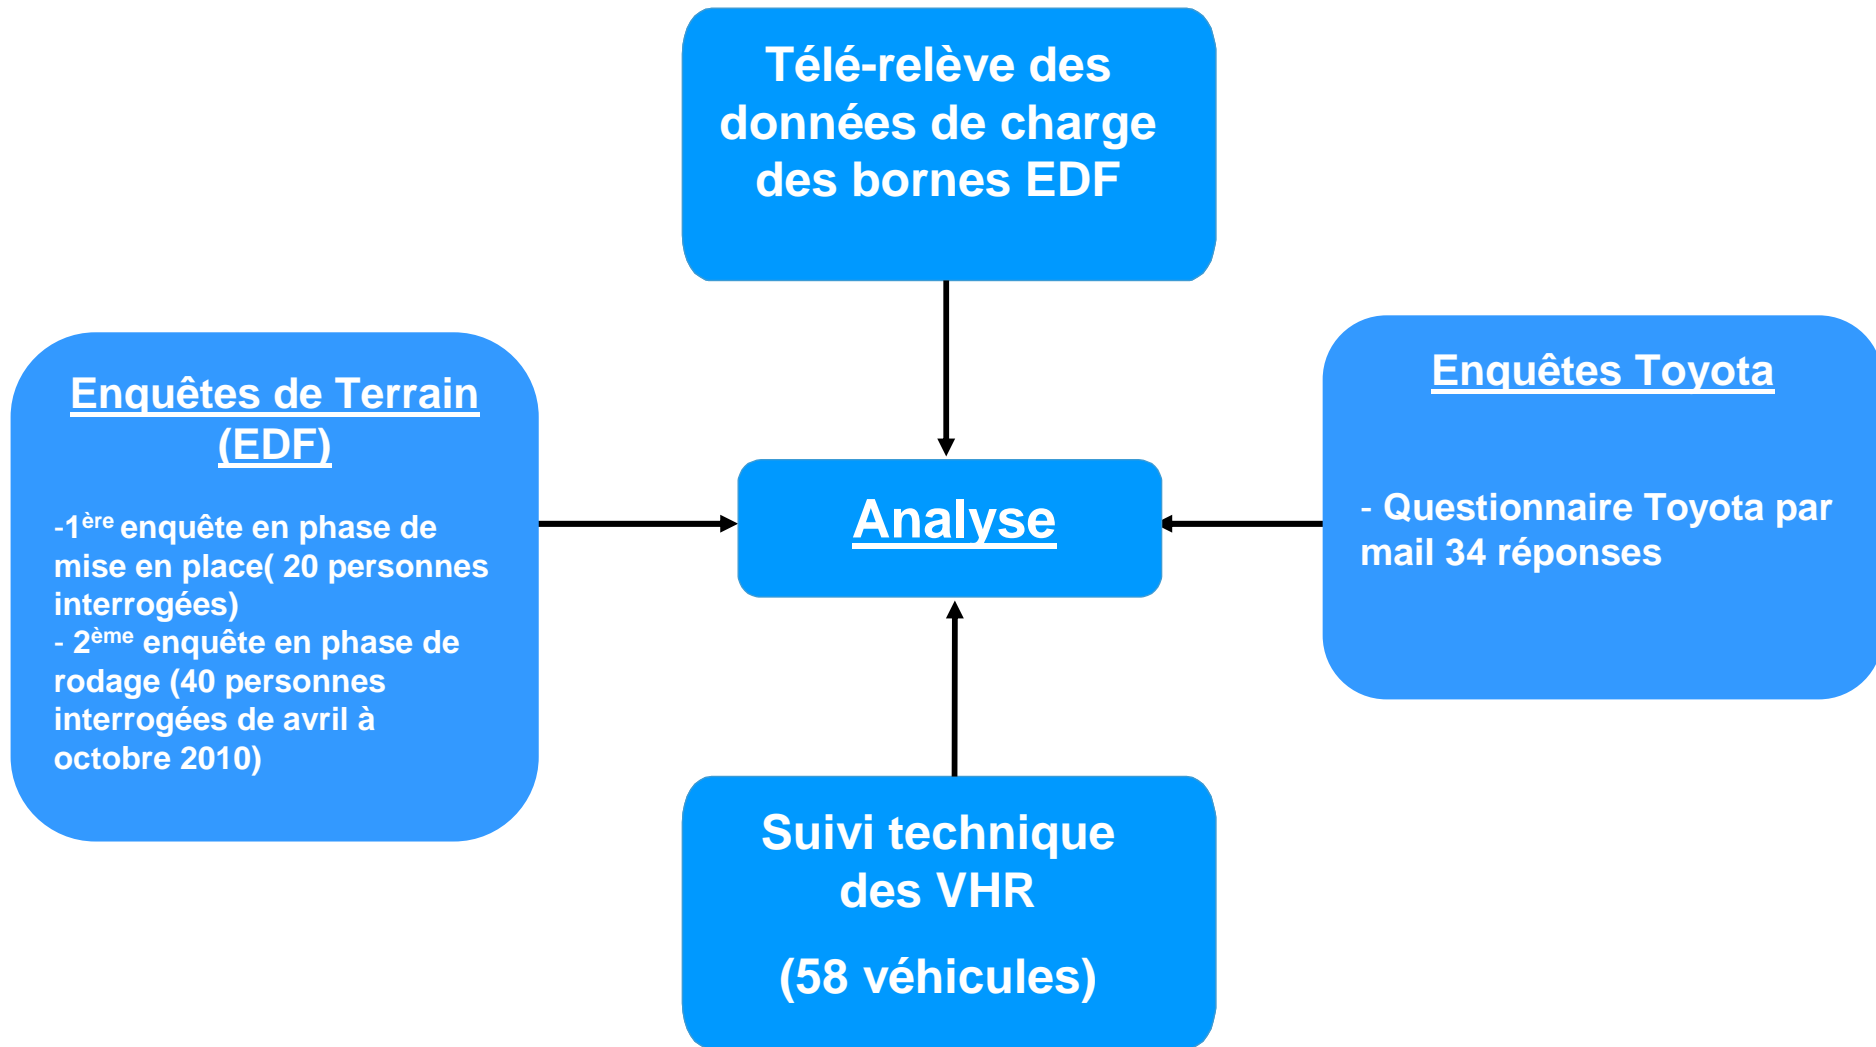 Télé-relève des
données de charge
des bornes EDF
Enquêtes de Terrain
(EDF)
-1ère enquête en phase de
mise en place( 20 personnes
interrogées)
- 2ème enquête en phase de
rodage (40 personnes
interrogées de avril à
octobre 2010)
Analyse
Enquêtes Toyota
- Questionnaire Toyota par
mail 34 réponses
Suivi technique
des VHR
(58 véhicules)